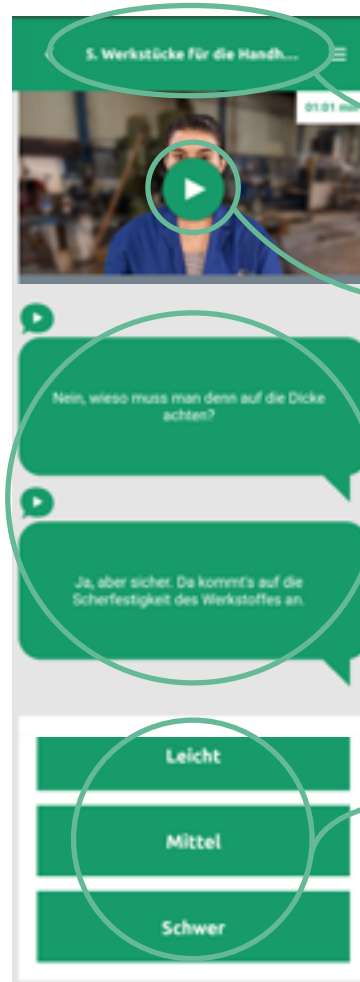 5. Werkstücke für die Handh...
01:01 min
Nein, wieso muss man denn auf die Dicke
achten?
Ja, aber sicher. Da kommt's auf die
Scherfestigkeit des Werkstoffes an.
Leicht
Mittel
Schwer